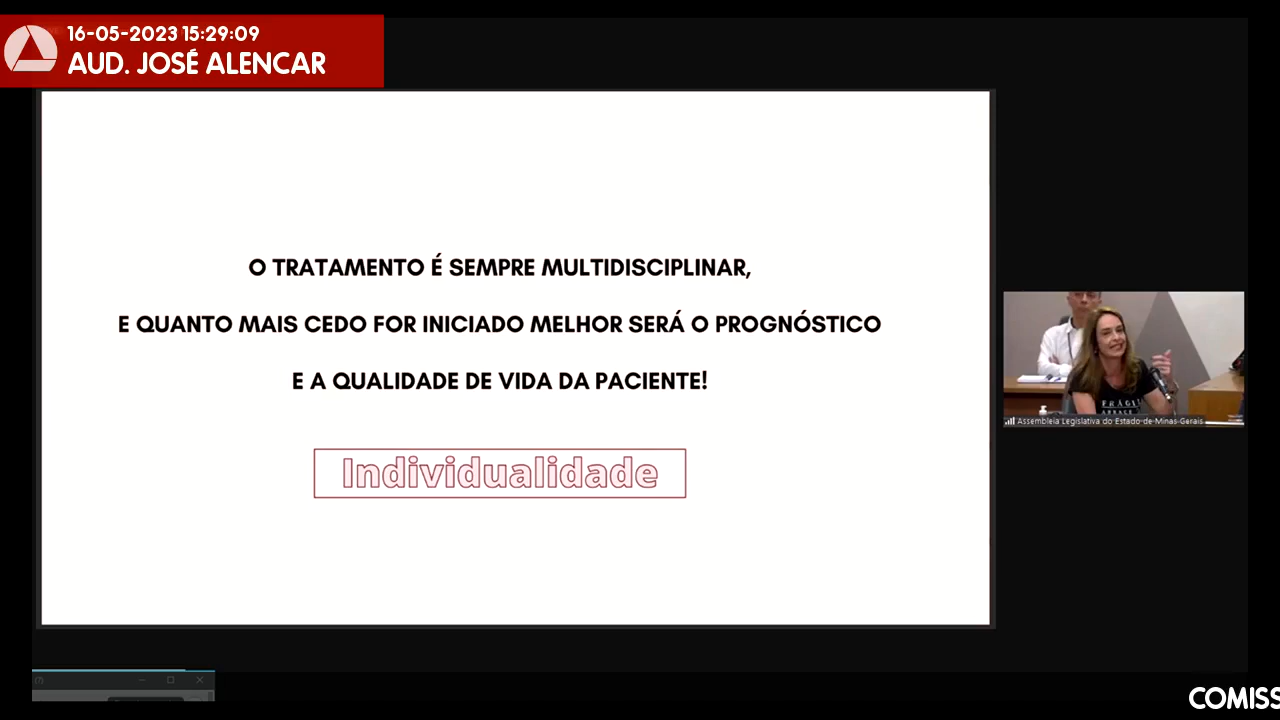 16-05-2023 15:29:09
AUD. JOSÉ ALENCAR
O TRATAMENTO É SEMPRE MULTIDISCIPLINAR,
E QUANTO MAIS CEDO FOR INICIADO MELHOR SERÁ O PROGNÓSTICO
E A QUALIDADE DE VIDA DA PACIENTE!
Individualidade
FRÁGIL
Assembleia Legislativa do Estado de Minas Gerais
COMISS